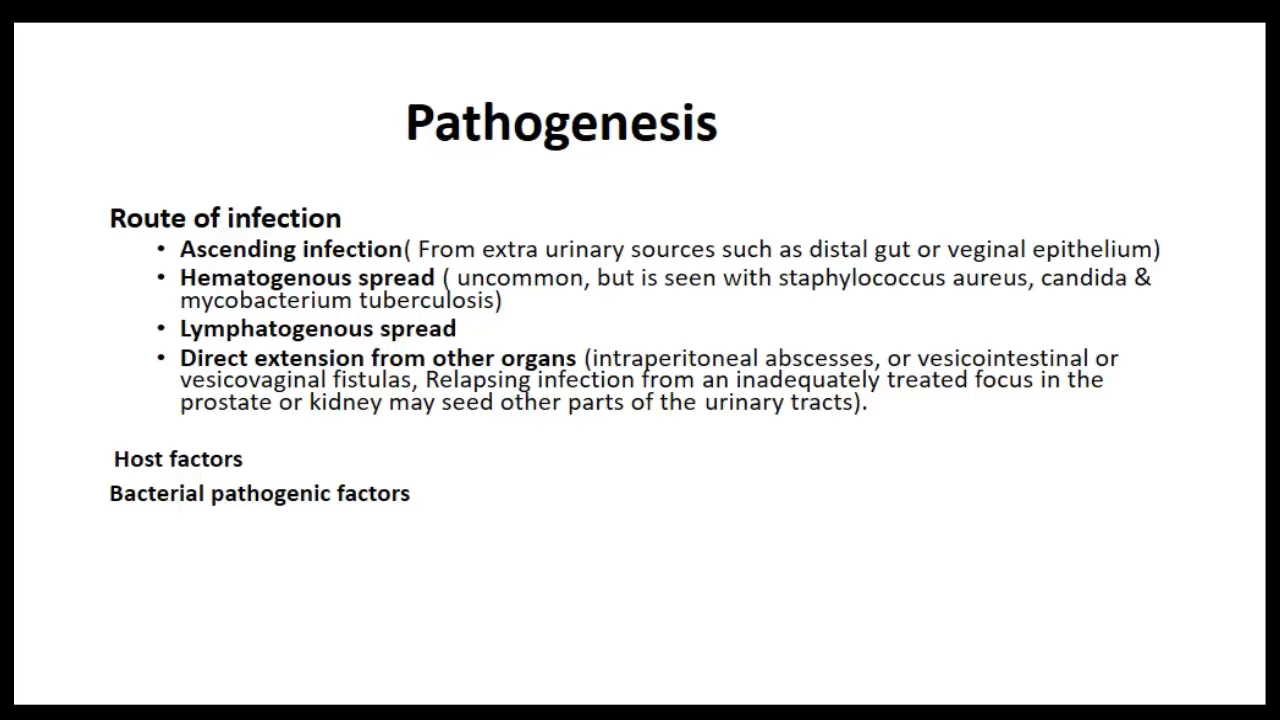 Pathogenesis
Route of infection
• Ascending infection( From extra urinary sources such as distal gut or veginal epithelium)
• Hematogenous spread ( uncommon, but is seen with staphylococcus aureus, candida &
mycobacterium tuberculosis)
• Lymphatogenous spread
• Direct extension from other organs (intraperitoneal abscesses, or vesicointestinal or
vesicovaginal fistulas, Relapsing infection from an inadequately treated focus in the
prostate or kidney may seed other parts of the urinary tracts).
Host factors
Bacterial pathogenic factors